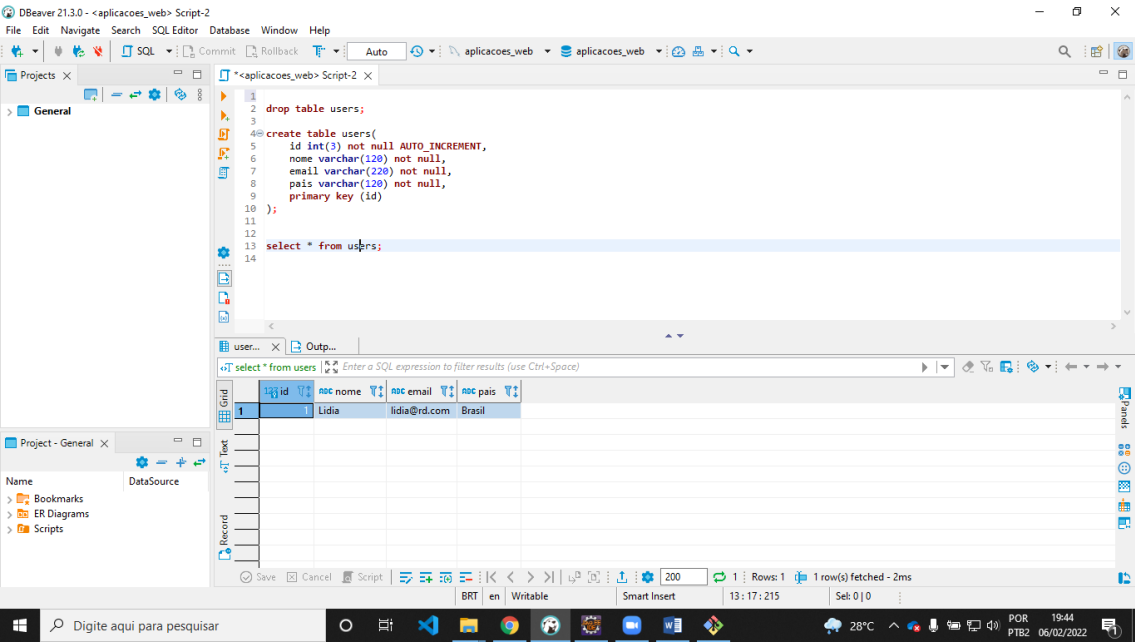 DBeaver 21.3.0 - <aplicacoes_web> Script-2
File Edit Navigate Search SQL Editor Database Window Help
SQL Commit Rollback Auto aplicacoes_web aplicacoes_web
Projects
General
*<aplicacoes_web> Script-2
1
2 drop table users;
3
4 create table users(
5 id int(3) not null AUTO_INCREMENT,
6 nome varchar(120) not null,
7 email varchar(220) not null,
8 pais varchar(120) not null,
9 primary key (id)
10 );
11
12
13 select * from users;
14
user... Outp...
select * from users Enter a SQL expression to filter results (use Ctrl+Space)
Grid
Text
Record
123 id ABC nome ABC email ABC pais
1 1 Lidia lidia@rd.com Brasil
Panels
Project - General
Name DataSource
Bookmarks
ER Diagrams
Scripts
Save Cancel Script 200 1 Rows: 1 1 row(s) fetched - 2ms
BRT en Writable Smart Insert 13 : 17 : 215 Sel: 0 | 0
Digite aqui para pesquisar
28°C
POR
PTB2
19:44
06/02/2022
1